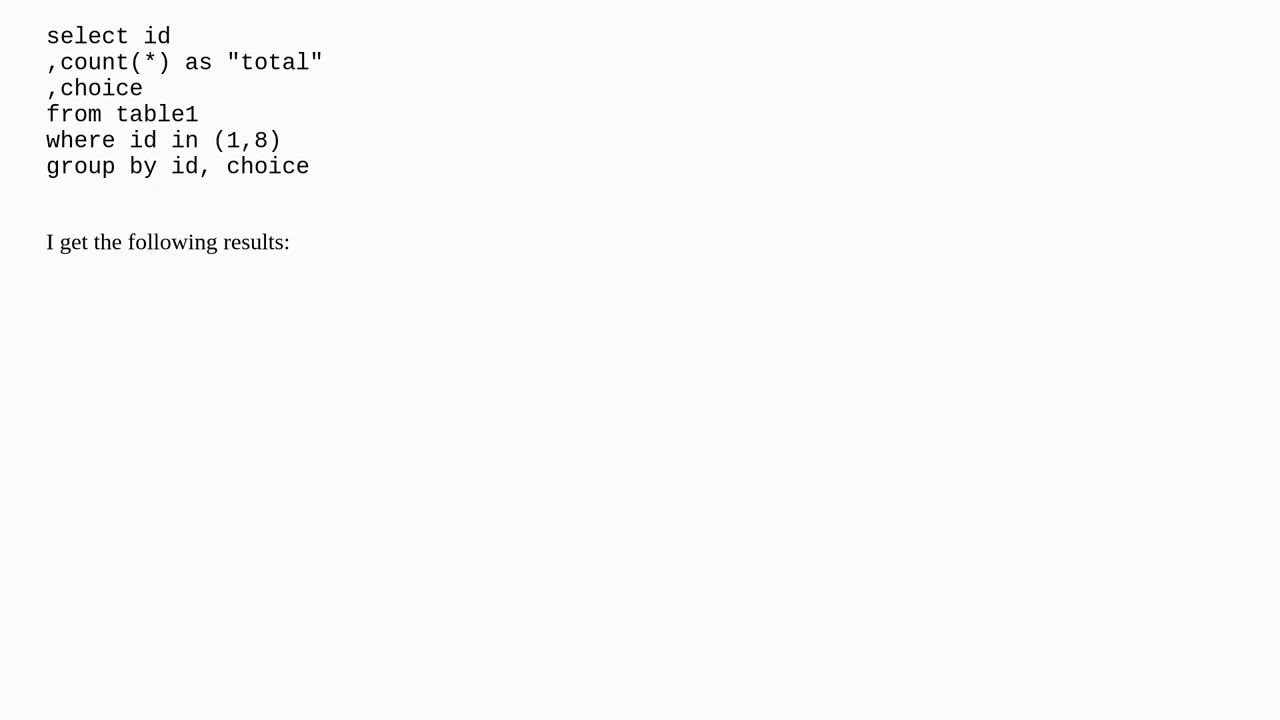 select id
,count(*) as "total"
,choice
from table1
where id in (1,8)
group by id, choice
I get the following results: